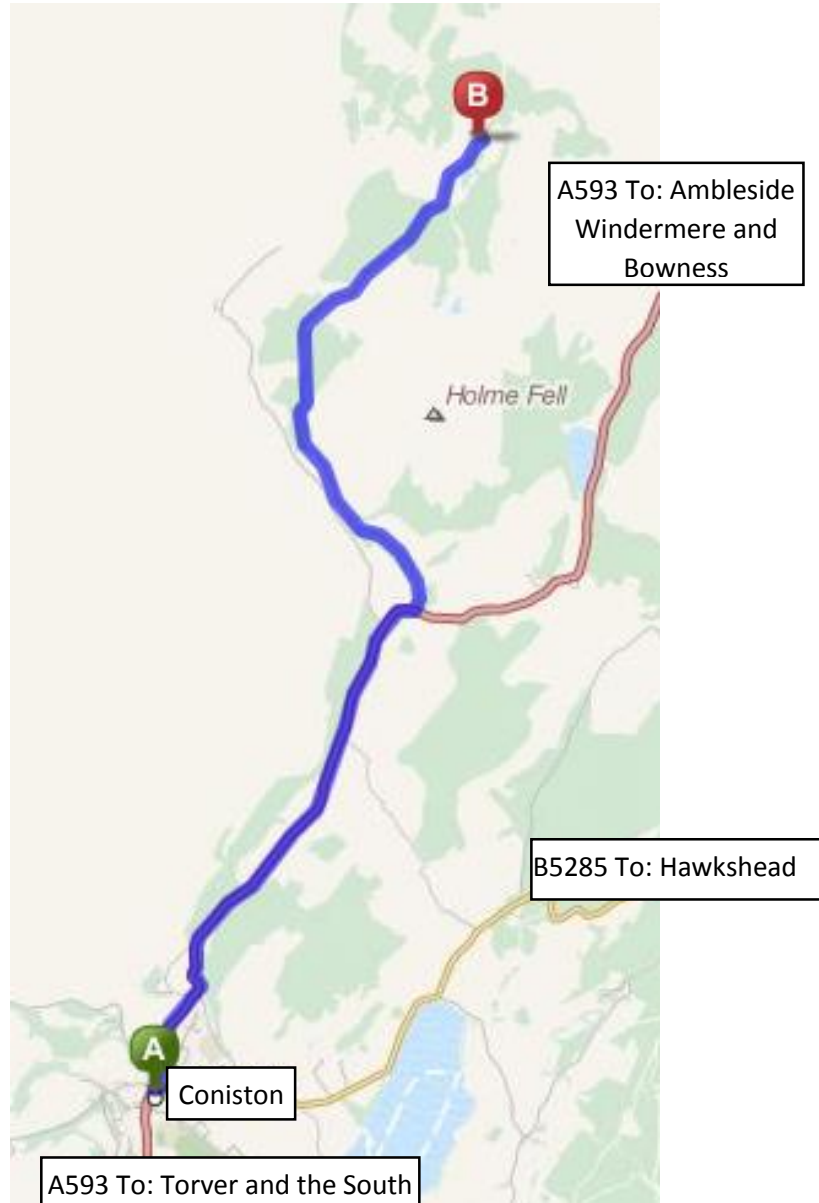 B
A593 To: Ambleside
Windermere and
Bowness
Holme Fell
B5285 To: Hawkshead
A
Coniston
A593 To: Torver and the South